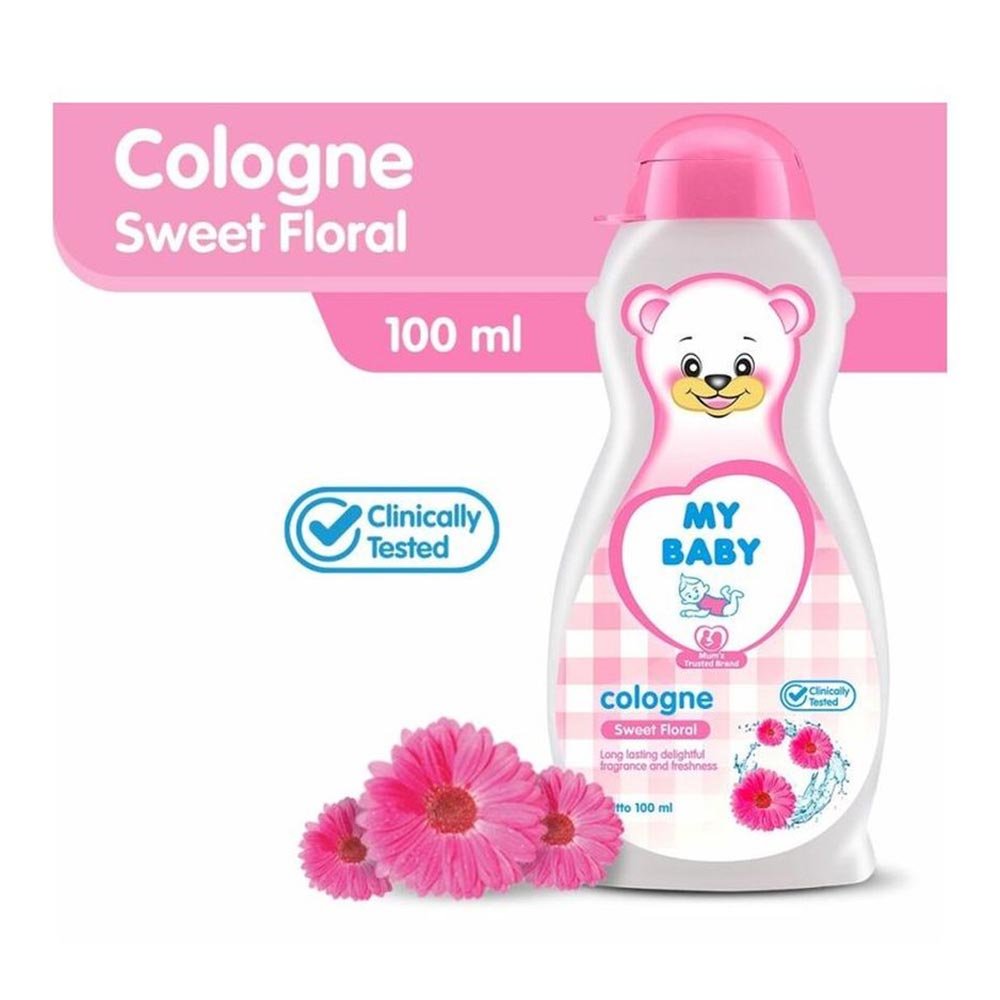 Cologne
Sweet Floral
100 ml
Clinically
Tested
MY
BABY
Mum's
Trusted Brand
cologne
Sweet Floral
Long lasting delightful
fragrance and freshness
Clinically
Tested
100 ml